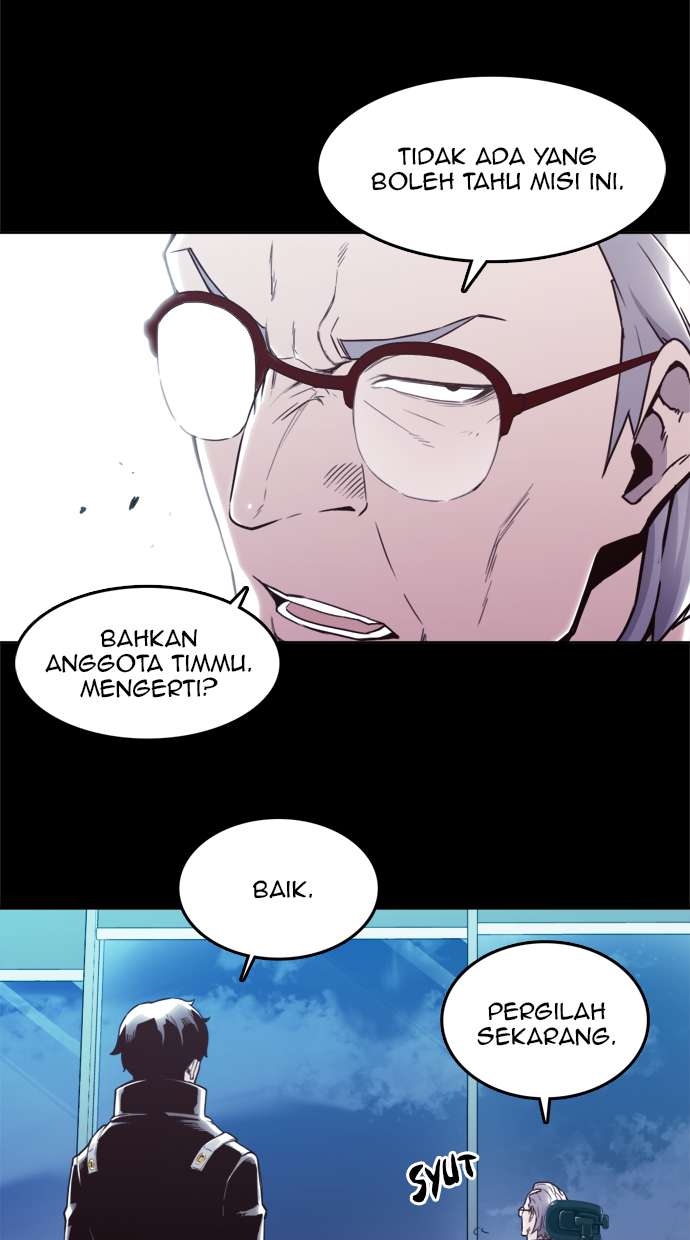 TIDAK ADA YANG
BOLEH TAHU MISI INI.
BAHKAN
ANGGOTA TIMMU.
MENGERTI?
BAIK.
PERGILAH
SEKARANG.
SYUT